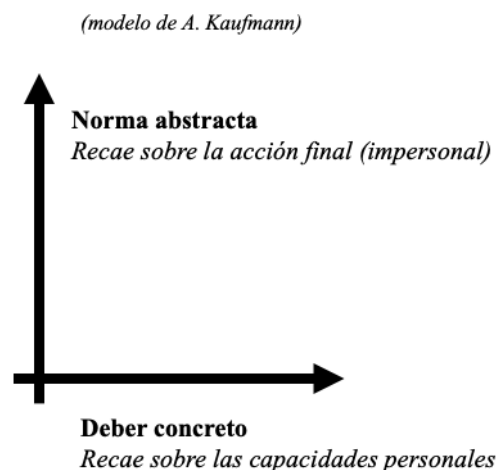 (modelo de A. Kaufmann)
Norma abstracta
Recae sobre la acción final (impersonal)
Deber concreto
Recae sobre las capacidades personales